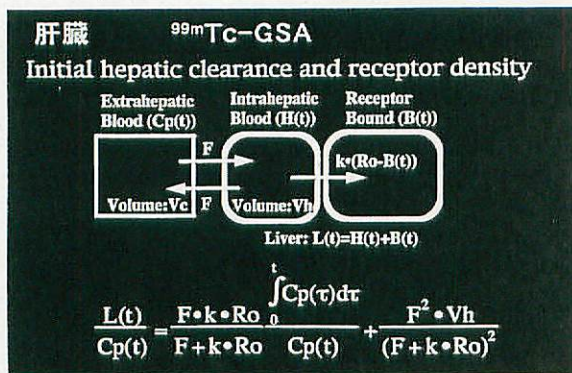 肝臓 ⁹⁹ᵐTc-GSA
Initial hepatic clearance and receptor density
Extrahepatic Blood (Cp(t))
Intrahepatic Blood (H(t))
Receptor Bound (B(t))
F
k•(Ro-B(t))
Volume:Vc
F
Volume:Vh
Liver: L(t)=H(t)+B(t)
L(t)/Cp(t) = F•k•Ro/(F+k•Ro) ∫₀ᵗCp(τ)dτ/Cp(t) + F²•Vh/(F+k•Ro)²